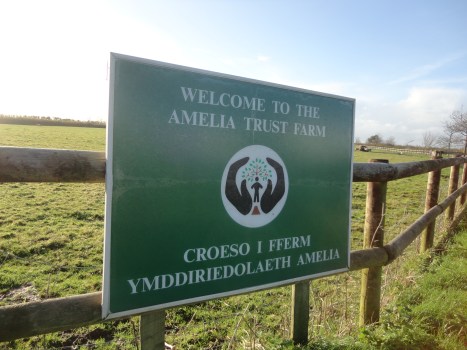 WELCOME TO THE
AMELIA TRUST FARM
CROESO I FFERM
YMDDIRIEDOLAETH AMELIA